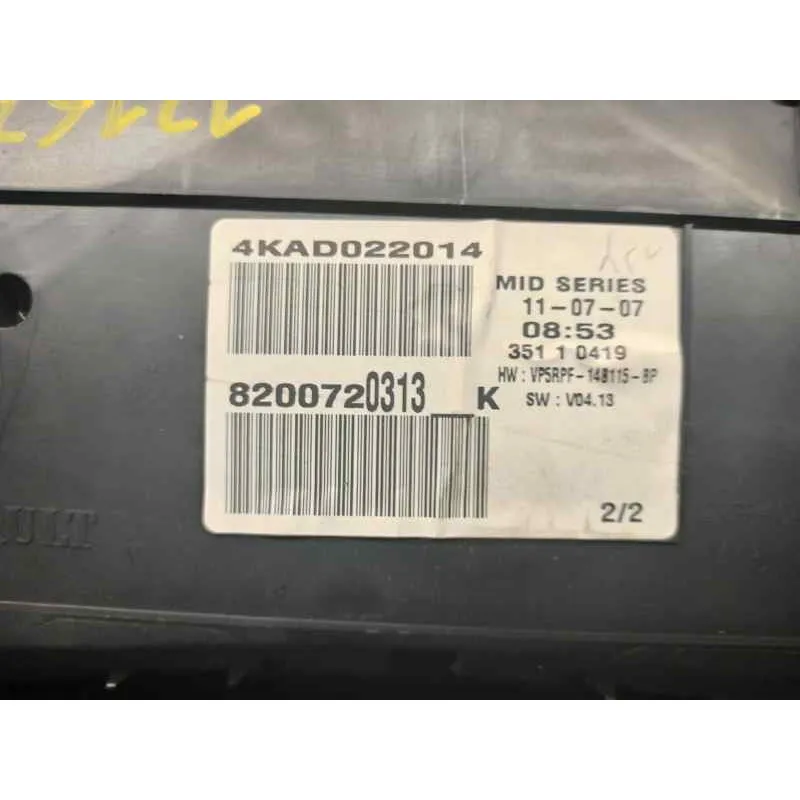 4KAD022014
MID SERIES
11-07-07
08:53
351 1 0419
8200720313__K
HW : VP5RPF-14B115-BP
SW : V04.13
2/2